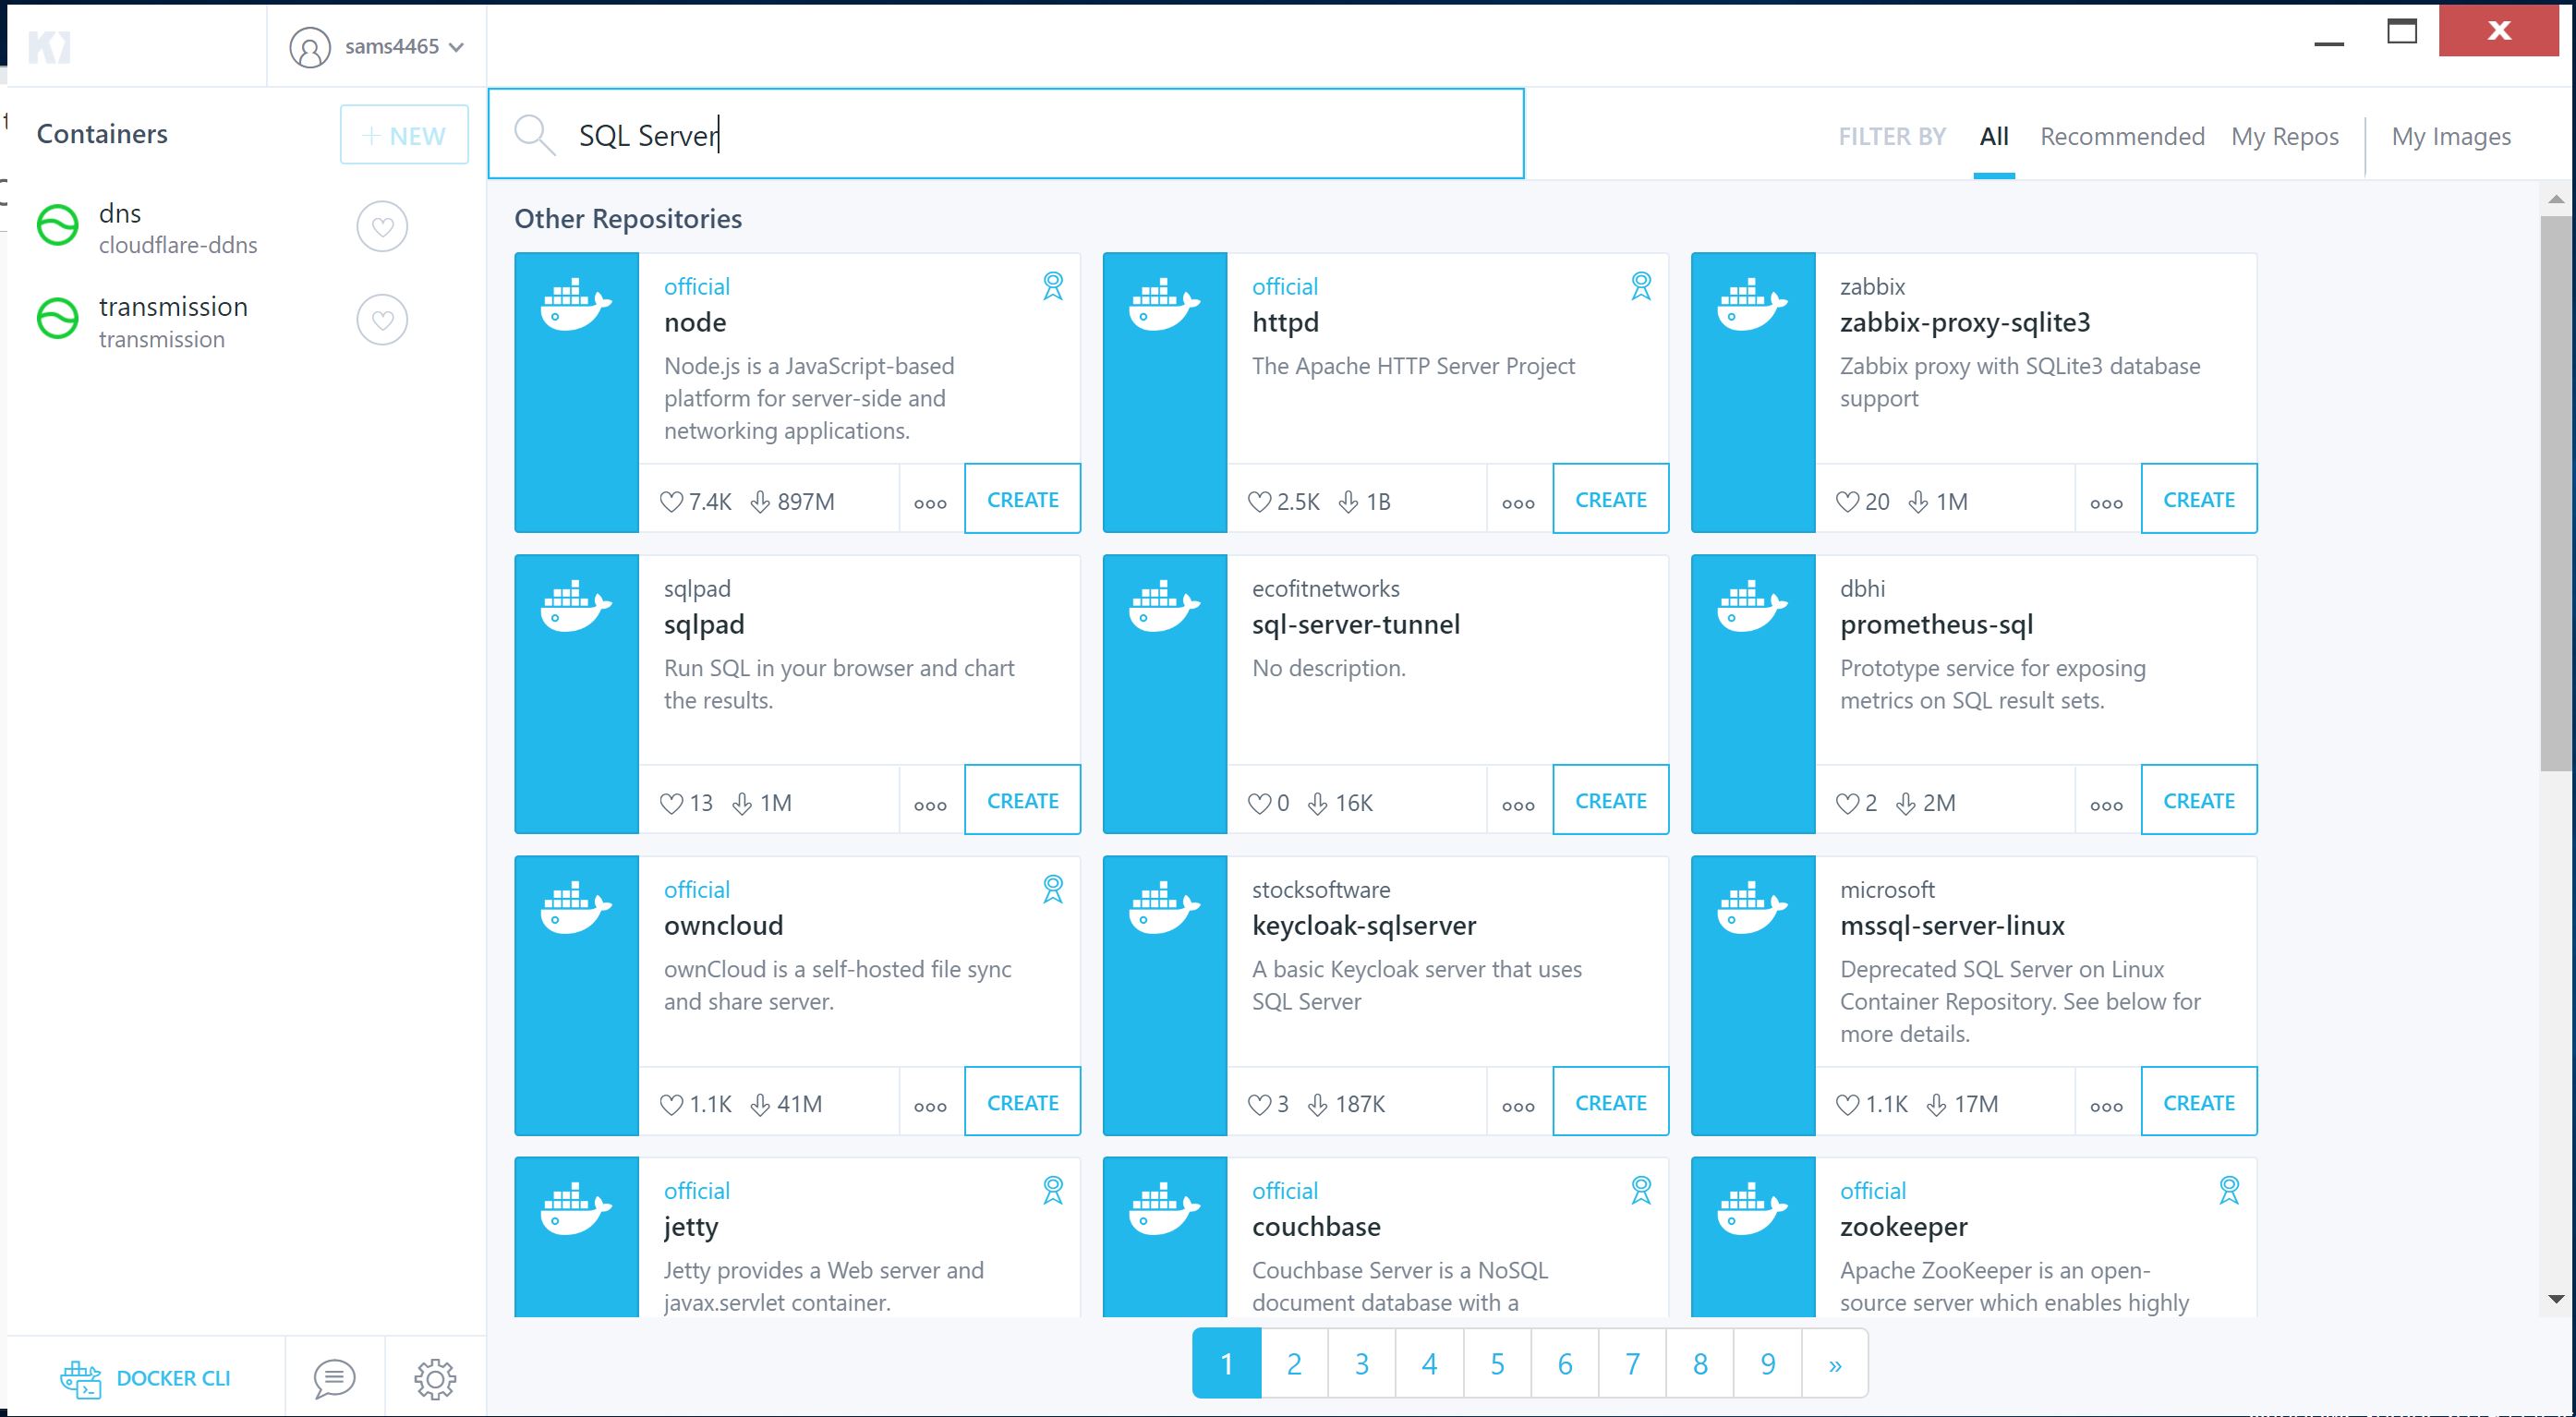 sams4465
Containers
+ NEW
dns
cloudflare-ddns
transmission
transmission
DOCKER CLI
SQL Server
FILTER BY All Recommended My Repos My Images
Other Repositories
official
node
Node.js is a JavaScript-based
platform for server-side and
networking applications.
7.4K 897M CREATE
official
httpd
The Apache HTTP Server Project
2.5K 1B CREATE
zabbix
zabbix-proxy-sqlite3
Zabbix proxy with SQLite3 database
support
20 1M CREATE
sqlpad
sqlpad
Run SQL in your browser and chart
the results.
13 1M CREATE
ecofitnetworks
sql-server-tunnel
No description.
0 16K CREATE
dbhi
prometheus-sql
Prototype service for exposing
metrics on SQL result sets.
2 2M CREATE
official
owncloud
ownCloud is a self-hosted file sync
and share server.
1.1K 41M CREATE
stocksoftware
keycloak-sqlserver
A basic Keycloak server that uses
SQL Server
3 187K CREATE
microsoft
mssql-server-linux
Deprecated SQL Server on Linux
Container Repository. See below for
more details.
1.1K 17M CREATE
official
jetty
Jetty provides a Web server and
javax.servlet container.
official
couchbase
Couchbase Server is a NoSQL
document database with a
official
zookeeper
Apache ZooKeeper is an open-
source server which enables highly
1 2 3 4 5 6 7 8 9 »